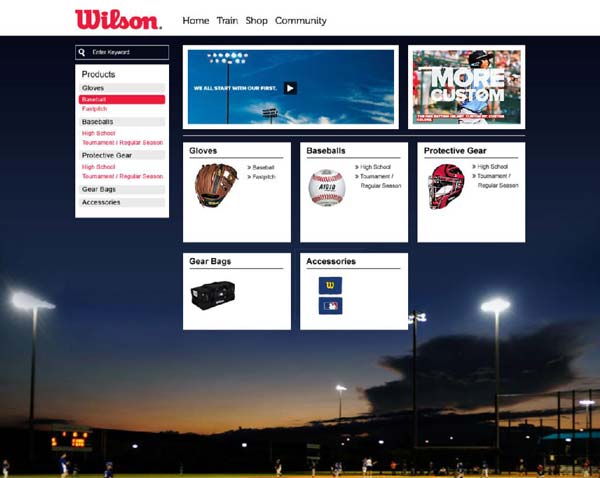 Wilson.
Home Train Shop Community
Enter Keyword
Products
Gloves
Baseball
Fastpitch
Baseballs
High School
Tournament / Regular Season
Protective Gear
High School
Tournament / Regular Season
Gear Bags
Accessories
WE ALL START WITH OUR FIRST.
MORE
CUSTOM
Gloves
» Baseball
» Fastpitch
Baseballs
» High School
» Tournament /
Regular Season
A1010
Protective Gear
» High School
» Tournament /
Regular Season
Gear Bags
Wilson
Accessories
W